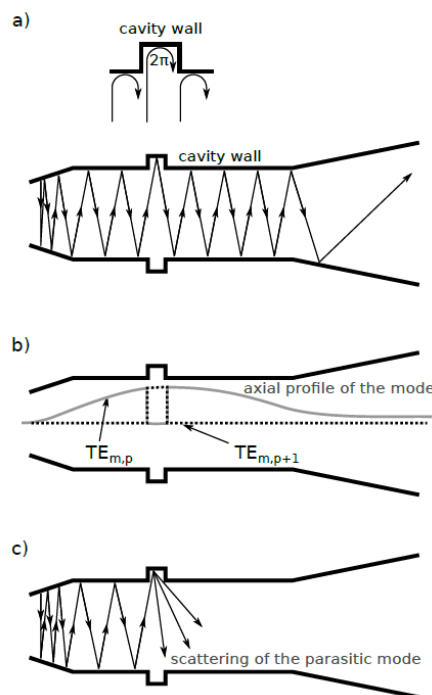 a)
cavity wall
2π
cavity wall
b)
axial profile of the mode
TEm,p
TEm,p+1
c)
scattering of the parasitic mode